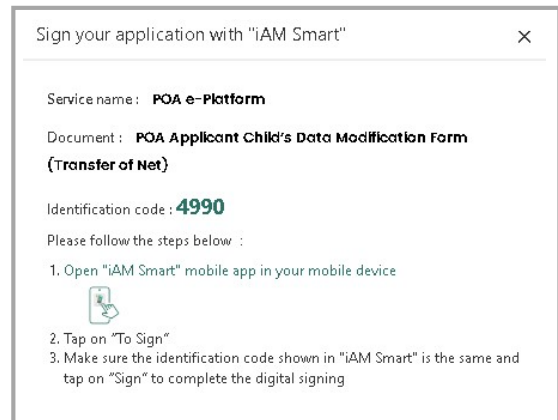 Sign your application with "iAM Smart"
Service name : POA e-Platform
Document : POA Applicant Child's Data Modification Form
(Transfer of Net)
Identification code : 4990
Please follow the steps below :
1. Open "iAM Smart" mobile app in your mobile device
2. Tap on "To Sign"
3. Make sure the identification code shown in "iAM Smart" is the same and
tap on "Sign" to complete the digital signing